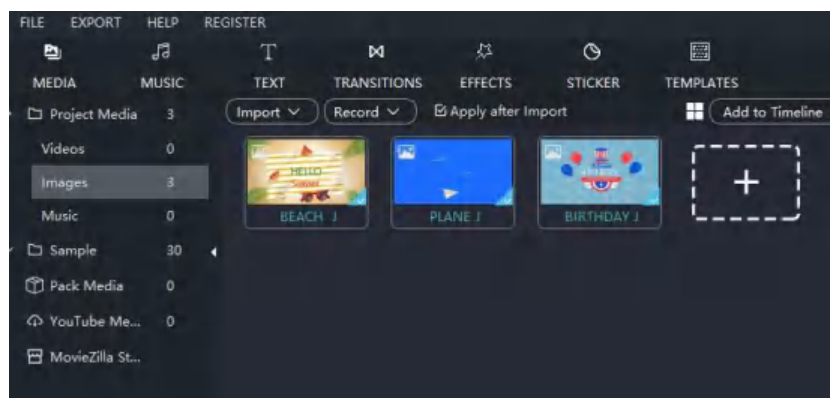 FILE EXPORT HELP REGISTER
MEDIA MUSIC TEXT TRANSITIONS EFFECTS STICKER TEMPLATES
Project Media 3
Import Record Apply after Import Add to Timeline
Videos 0
Images 3
Music 0
HELLO
Summer
BEACH J PLANE J BIRTHDAY J
Sample 30
Pack Media 0
YouTube Me... 0
MovieZilla St...